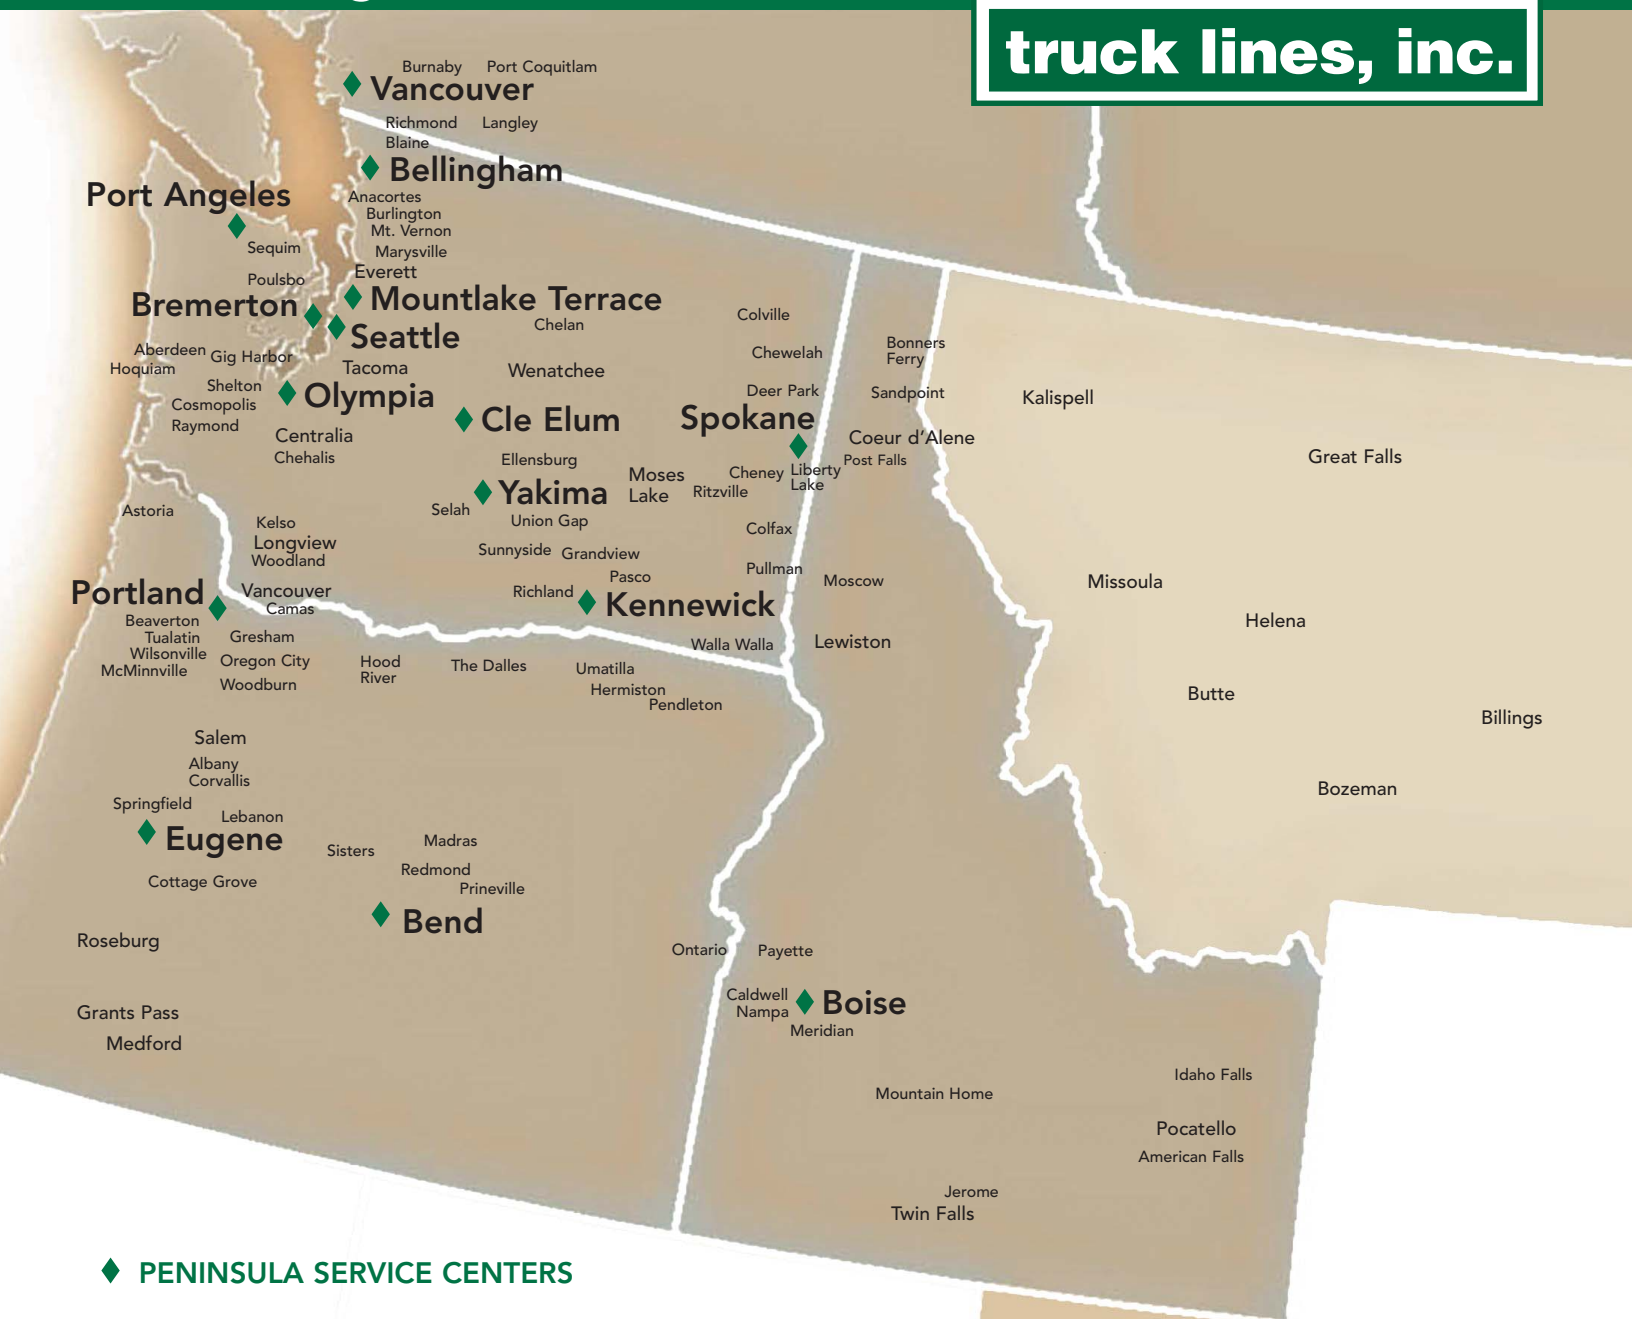 truck lines, inc.
Burnaby Port Coquitlam
Vancouver
Richmond Langley
Blaine
Bellingham
Port Angeles
Anacortes
Burlington
Mt. Vernon
Sequim
Marysville
Everett
Poulsbo
Bremerton
Mountlake Terrace
Seattle
Chelan
Colville
Aberdeen
Gig Harbor
Hoquiam
Tacoma
Wenatchee
Chewelah
Bonners
Ferry
Shelton
Olympia
Cosmopolis
Raymond
Deer Park
Sandpoint
Kalispell
Cle Elum
Spokane
Centralia
Chehalis
Coeur d'Alene
Post Falls
Great Falls
Ellensburg
Moses
Lake
Cheney
Liberty
Lake
Ritzville
Yakima
Selah
Union Gap
Astoria
Kelso
Longview
Woodland
Colfax
Sunnyside
Grandview
Pasco
Pullman
Moscow
Missoula
Richland
Kennewick
Portland
Vancouver
Camas
Beaverton
Tualatin
Wilsonville
McMinnville
Gresham
Oregon City
Woodburn
Hood
River
The Dalles
Walla Walla
Lewiston
Helena
Umatilla
Hermiston
Pendleton
Butte
Billings
Salem
Albany
Corvallis
Bozeman
Springfield
Lebanon
Eugene
Sisters
Madras
Redmond
Prineville
Cottage Grove
Bend
Roseburg
Ontario
Payette
Caldwell
Nampa
Boise
Meridian
Grants Pass
Medford
Mountain Home
Idaho Falls
Pocatello
American Falls
Jerome
Twin Falls
PENINSULA SERVICE CENTERS